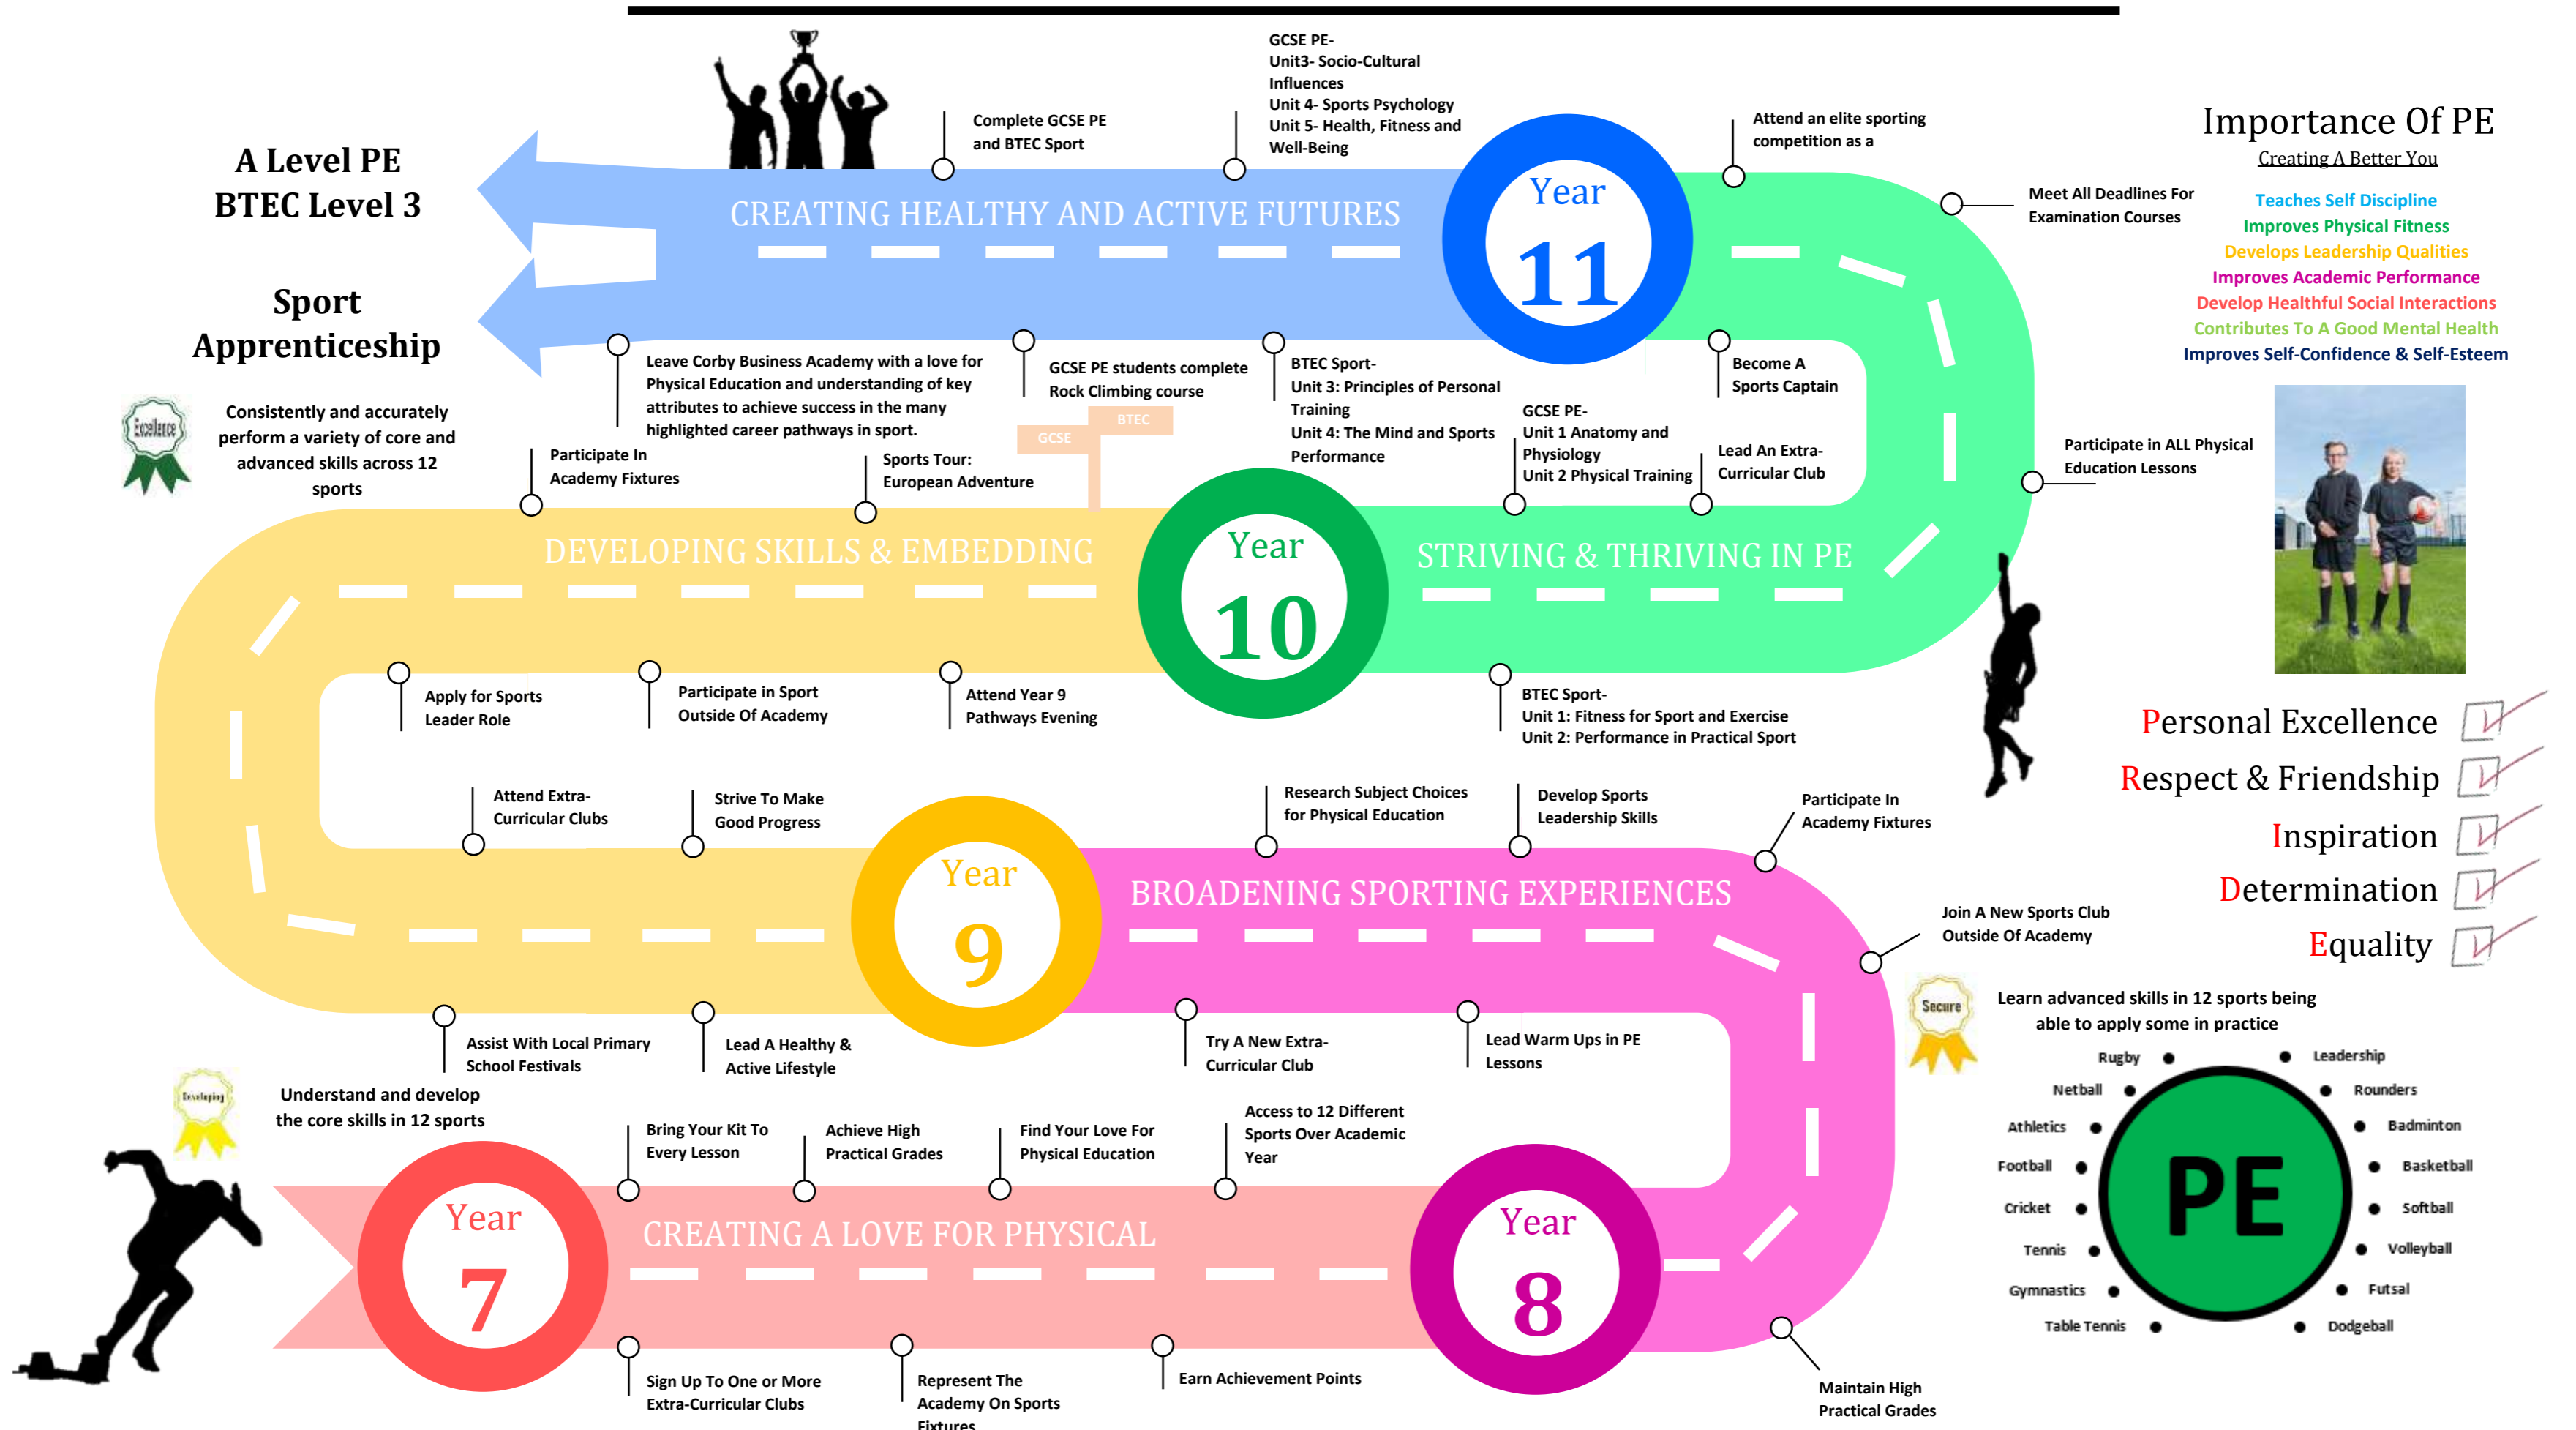 GCSE PE-
Unit3- Socio-Cultural
Influences
Unit 4- Sports Psychology
Unit 5- Health, Fitness and
Well-Being
Complete GCSE PE
and BTEC Sport
Attend an elite sporting
competition as a
Importance Of PE
Creating A Better You
Teaches Self Discipline
Improves Physical Fitness
Develops Leadership Qualities
Improves Academic Performance
Develop Healthful Social Interactions
Contributes To A Good Mental Health
Improves Self-Confidence & Self-Esteem
A Level PE
BTEC Level 3
Sport
Apprenticeship
CREATING HEALTHY AND ACTIVE FUTURES
Year
11
Meet All Deadlines For
Examination Courses
Leave Corby Business Academy with a love for
Physical Education and understanding of key
attributes to achieve success in the many
highlighted career pathways in sport.
GCSE PE students complete
Rock Climbing course
BTEC Sport-
Unit 3: Principles of Personal
Training
Unit 4: The Mind and Sports
Performance
Become A
Sports Captain
Excellence
Consistently and accurately
perform a variety of core and
advanced skills across 12
sports
Participate In
Academy Fixtures
Sports Tour:
European Adventure
GCSE
BTEC
GCSE PE-
Unit 1 Anatomy and
Physiology
Unit 2 Physical Training
Lead An Extra-
Curricular Club
Participate in ALL Physical
Education Lessons
DEVELOPING SKILLS & EMBEDDING
Year
10
STRIVING & THRIVING IN PE
Apply for Sports
Leader Role
Participate in Sport
Outside Of Academy
Attend Year 9
Pathways Evening
BTEC Sport-
Unit 1: Fitness for Sport and Exercise
Unit 2: Performance in Practical Sport
Personal Excellence
Respect & Friendship
Inspiration
Determination
Equality
Attend Extra-
Curricular Clubs
Strive To Make
Good Progress
Research Subject Choices
for Physical Education
Develop Sports
Leadership Skills
Participate In
Academy Fixtures
Year
9
BROADENING SPORTING EXPERIENCES
Join A New Sports Club
Outside Of Academy
Assist With Local Primary
School Festivals
Lead A Healthy &
Active Lifestyle
Try A New Extra-
Curricular Club
Lead Warm Ups in PE
Lessons
Secure
Learn advanced skills in 12 sports being
able to apply some in practice
Developing
Understand and develop
the core skills in 12 sports
Bring Your Kit To
Every Lesson
Achieve High
Practical Grades
Find Your Love For
Physical Education
Access to 12 Different
Sports Over Academic
Year
Year
7
CREATING A LOVE FOR PHYSICAL
Year
8
Sign Up To One or More
Extra-Curricular Clubs
Represent The
Academy On Sports
Fixtures
Earn Achievement Points
Maintain High
Practical Grades
PE
Rugby
Netball
Athletics
Football
Cricket
Tennis
Gymnastics
Table Tennis
Leadership
Rounders
Badminton
Basketball
Softball
Volleyball
Futsal
Dodgeball